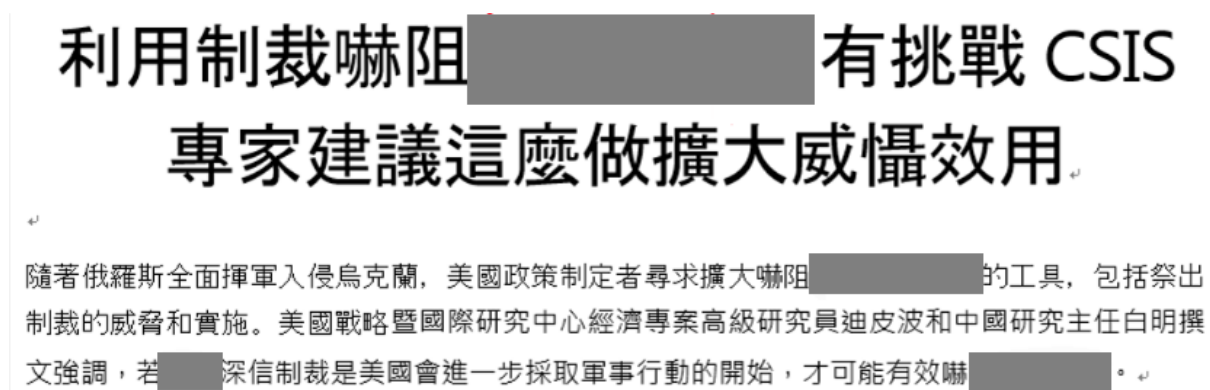 利用制裁嚇阻 有挑戰 CSIS
專家建議這麼做擴大威懾效用
隨著俄羅斯全面揮軍入侵烏克蘭，美國政策制定者尋求擴大嚇阻 的工具，包括祭出
制裁的威脅和實施。美國戰略暨國際研究中心經濟專案高級研究員迪皮波和中國研究主任白明撰
文強調，若 深信制裁是美國會進一步採取軍事行動的開始，才可能有效嚇 。